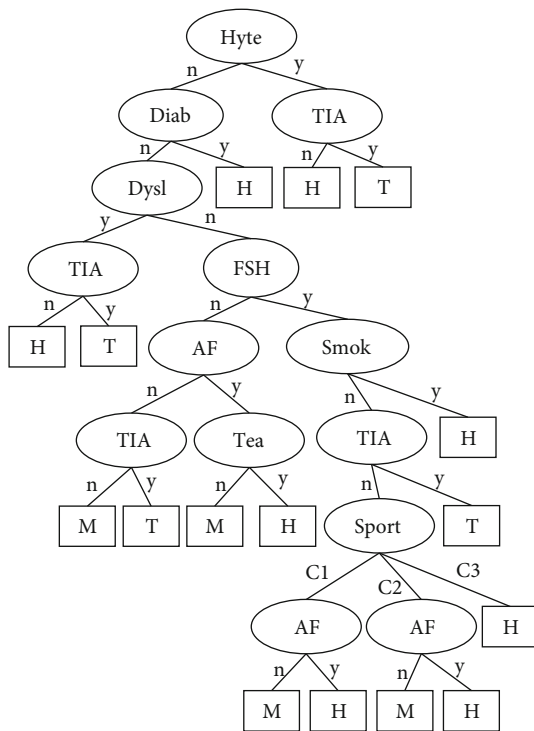 Hyte
n y
Diab TIA
n y n y
Dysl H H T
y n
TIA FSH
n y n y
H T AF Smok
n y n y
TIA Tea TIA H
n y n y n y
M T M H Sport T
C1 C2 C3
AF AF H
n y n y
M H M H